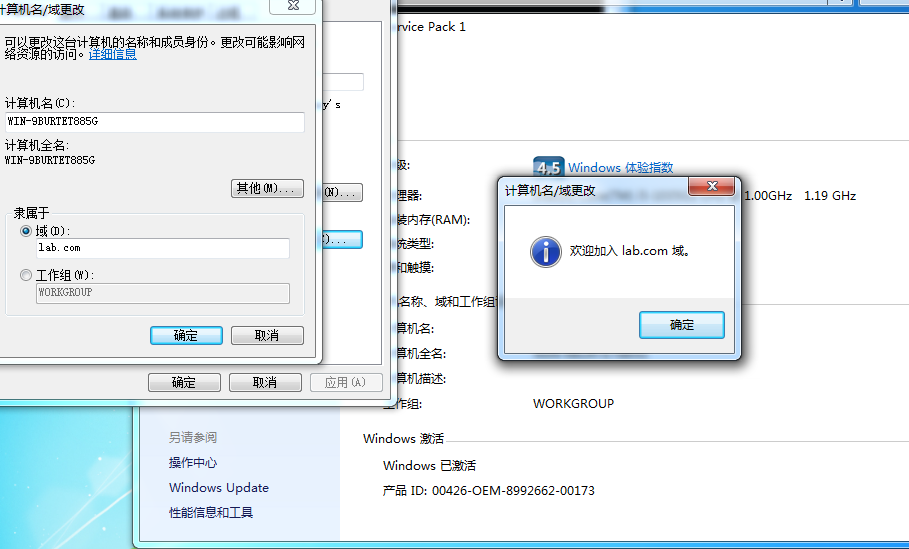 计算机名/域更改
可以更改这台计算机的名称和成员身份。更改可能影响网
络资源的访问。详细信息
计算机名(C):
WIN-9BURTET885G
计算机全名:
WIN-9BURTET885G
其他(M)...
隶属于
域(D):
lab.com
工作组(W):
WORKGROUP
确定
取消
y's
(N)...
)...
确定
取消
应用(A)
ervice Pack 1
级:
4.5
Windows 体验指数
理器:
1.00GHz 1.19 GHz
装内存(RAM):
统类型:
和触摸:
名称、域和工作组
算机名:
算机全名:
算机描述:
工作组:
WORKGROUP
计算机名/域更改
欢迎加入 lab.com 域。
确定
Windows 激活
Windows 已激活
产品 ID: 00426-OEM-8992662-00173
另请参阅
操作中心
Windows Update
性能信息和工具